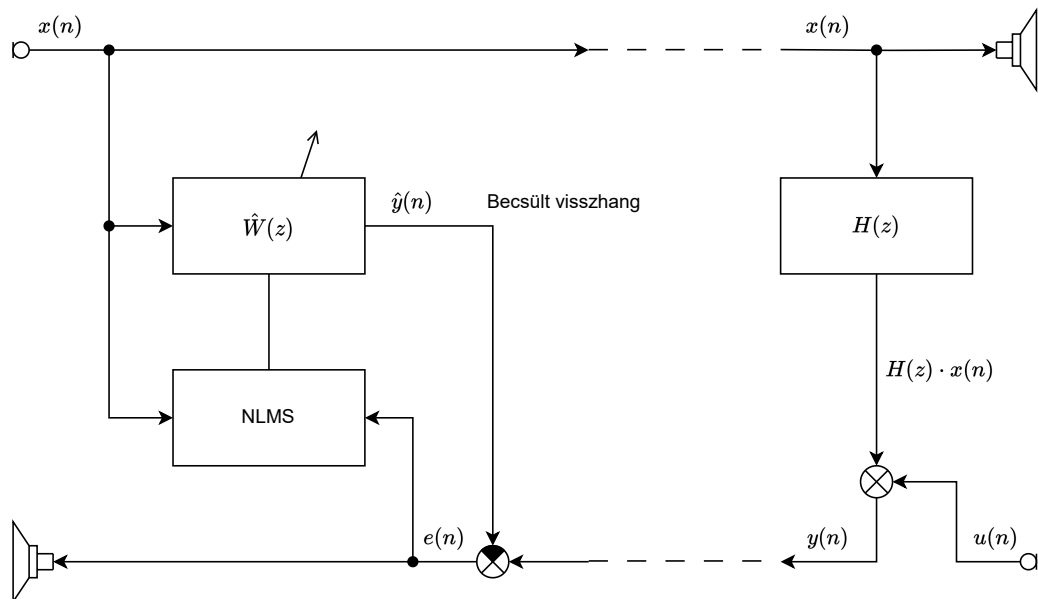 x(n)
x(n)
Ŵ(z)
ŷ(n)
Becsült visszhang
H(z)
H(z) · x(n)
NLMS
e(n)
y(n)
u(n)